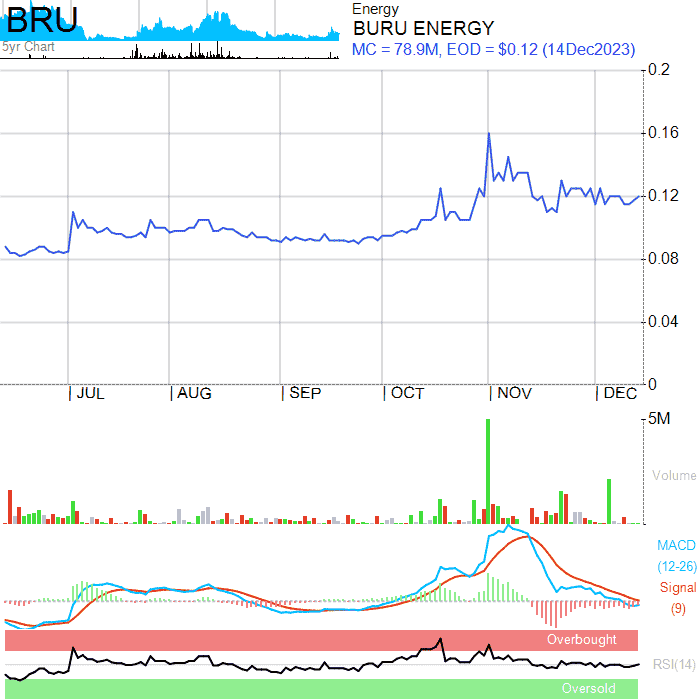 BRU
5yr Chart
Energy
BURU ENERGY
MC = 78.9M, EOD = $0.12 (14Dec2023)
0.2
0.16
0.12
0.08
0.04
0
| JUL | AUG | SEP | OCT | NOV | DEC
5M
Volume
MACD
(12-26)
Signal
(9)
Overbought
RSI(14)
Oversold